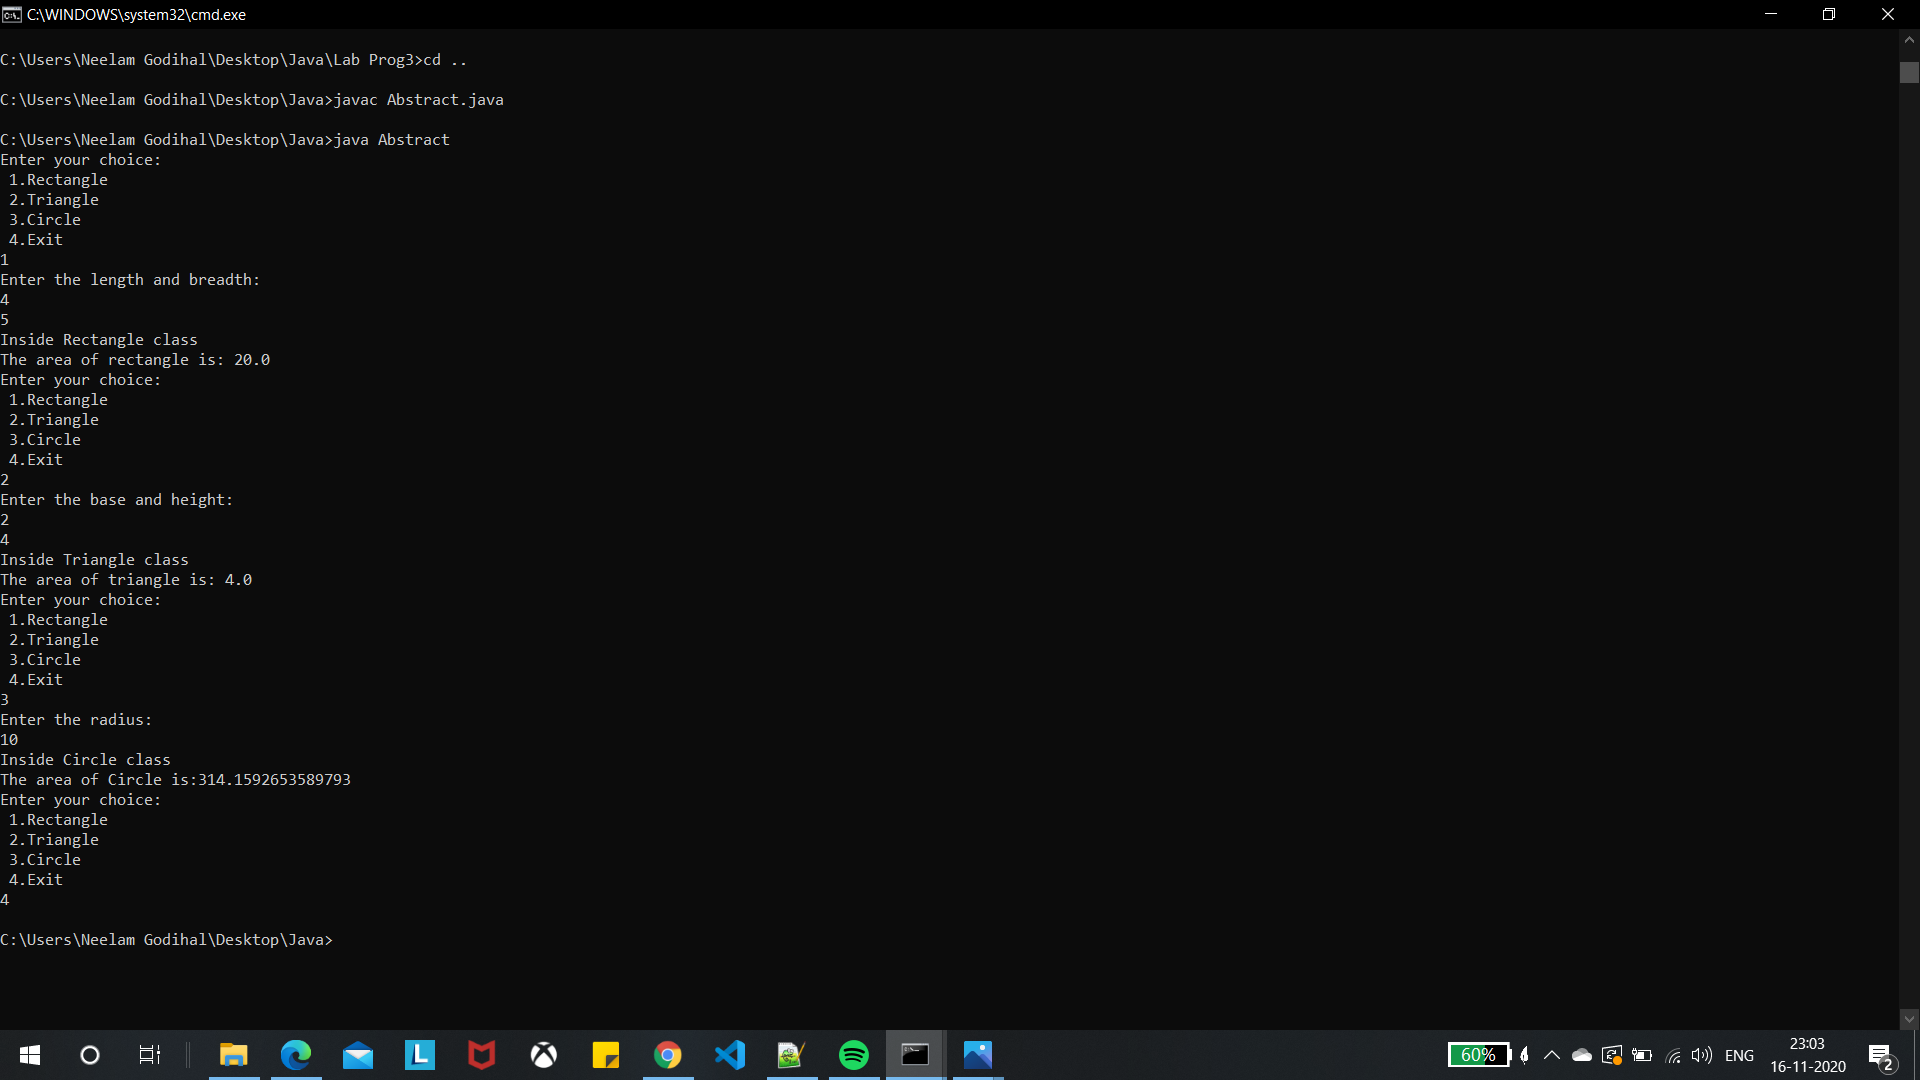 C:\WINDOWS\system32\cmd.exe
C:\Users\Neelam Godihal\Desktop\Java\Lab Prog3>cd ..
C:\Users\Neelam Godihal\Desktop\Java>javac Abstract.java
C:\Users\Neelam Godihal\Desktop\Java>java Abstract
Enter your choice:
1.Rectangle
2.Triangle
3.Circle
4.Exit
1
Enter the length and breadth:
4
5
Inside Rectangle class
The area of rectangle is: 20.0
Enter your choice:
1.Rectangle
2.Triangle
3.Circle
4.Exit
2
Enter the base and height:
2
4
Inside Triangle class
The area of triangle is: 4.0
Enter your choice:
1.Rectangle
2.Triangle
3.Circle
4.Exit
3
Enter the radius:
10
Inside Circle class
The area of Circle is:314.1592653589793
Enter your choice:
1.Rectangle
2.Triangle
3.Circle
4.Exit
4
C:\Users\Neelam Godihal\Desktop\Java>
L
60%
ENG
23:03
16-11-2020
2